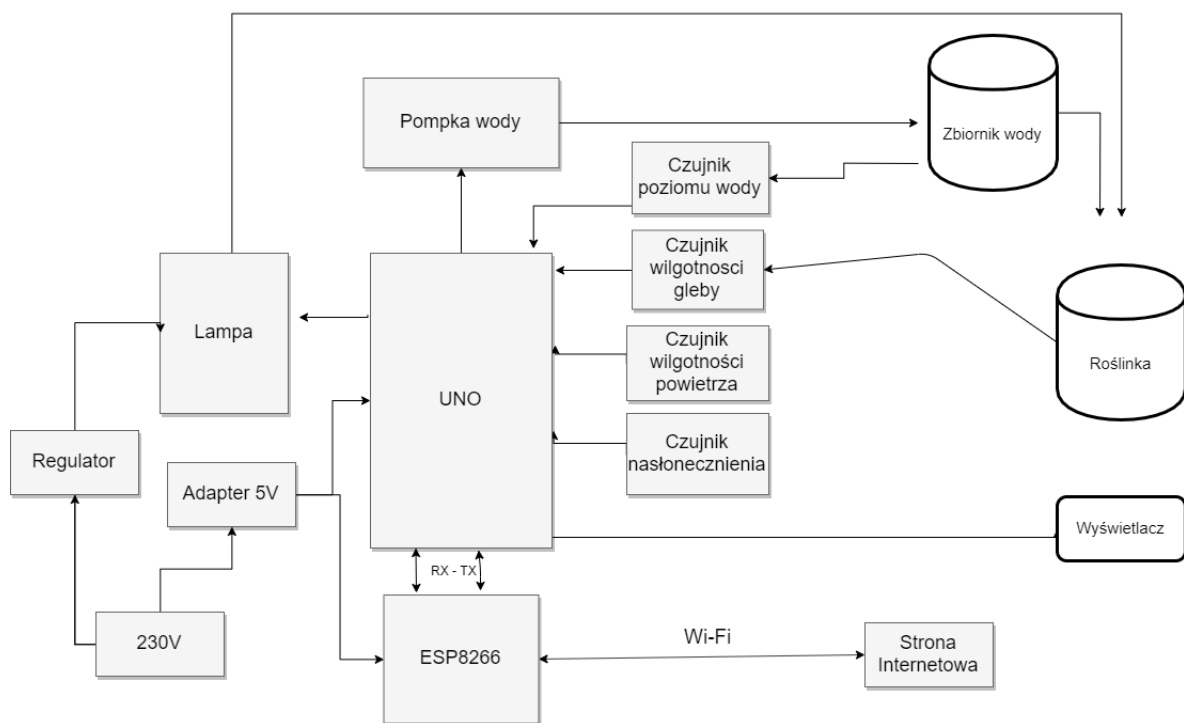 Pompka wody
Zbiornik wody
Czujnik
poziomu wody
Czujnik
wilgotnosci
gleby
Lampa
Czujnik
wilgotności
powietrza
Roślinka
UNO
Czujnik
nasłonecznienia
Regulator
Adapter 5V
Wyświetlacz
RX - TX
230V
ESP8266
Wi-Fi
Strona
Internetowa